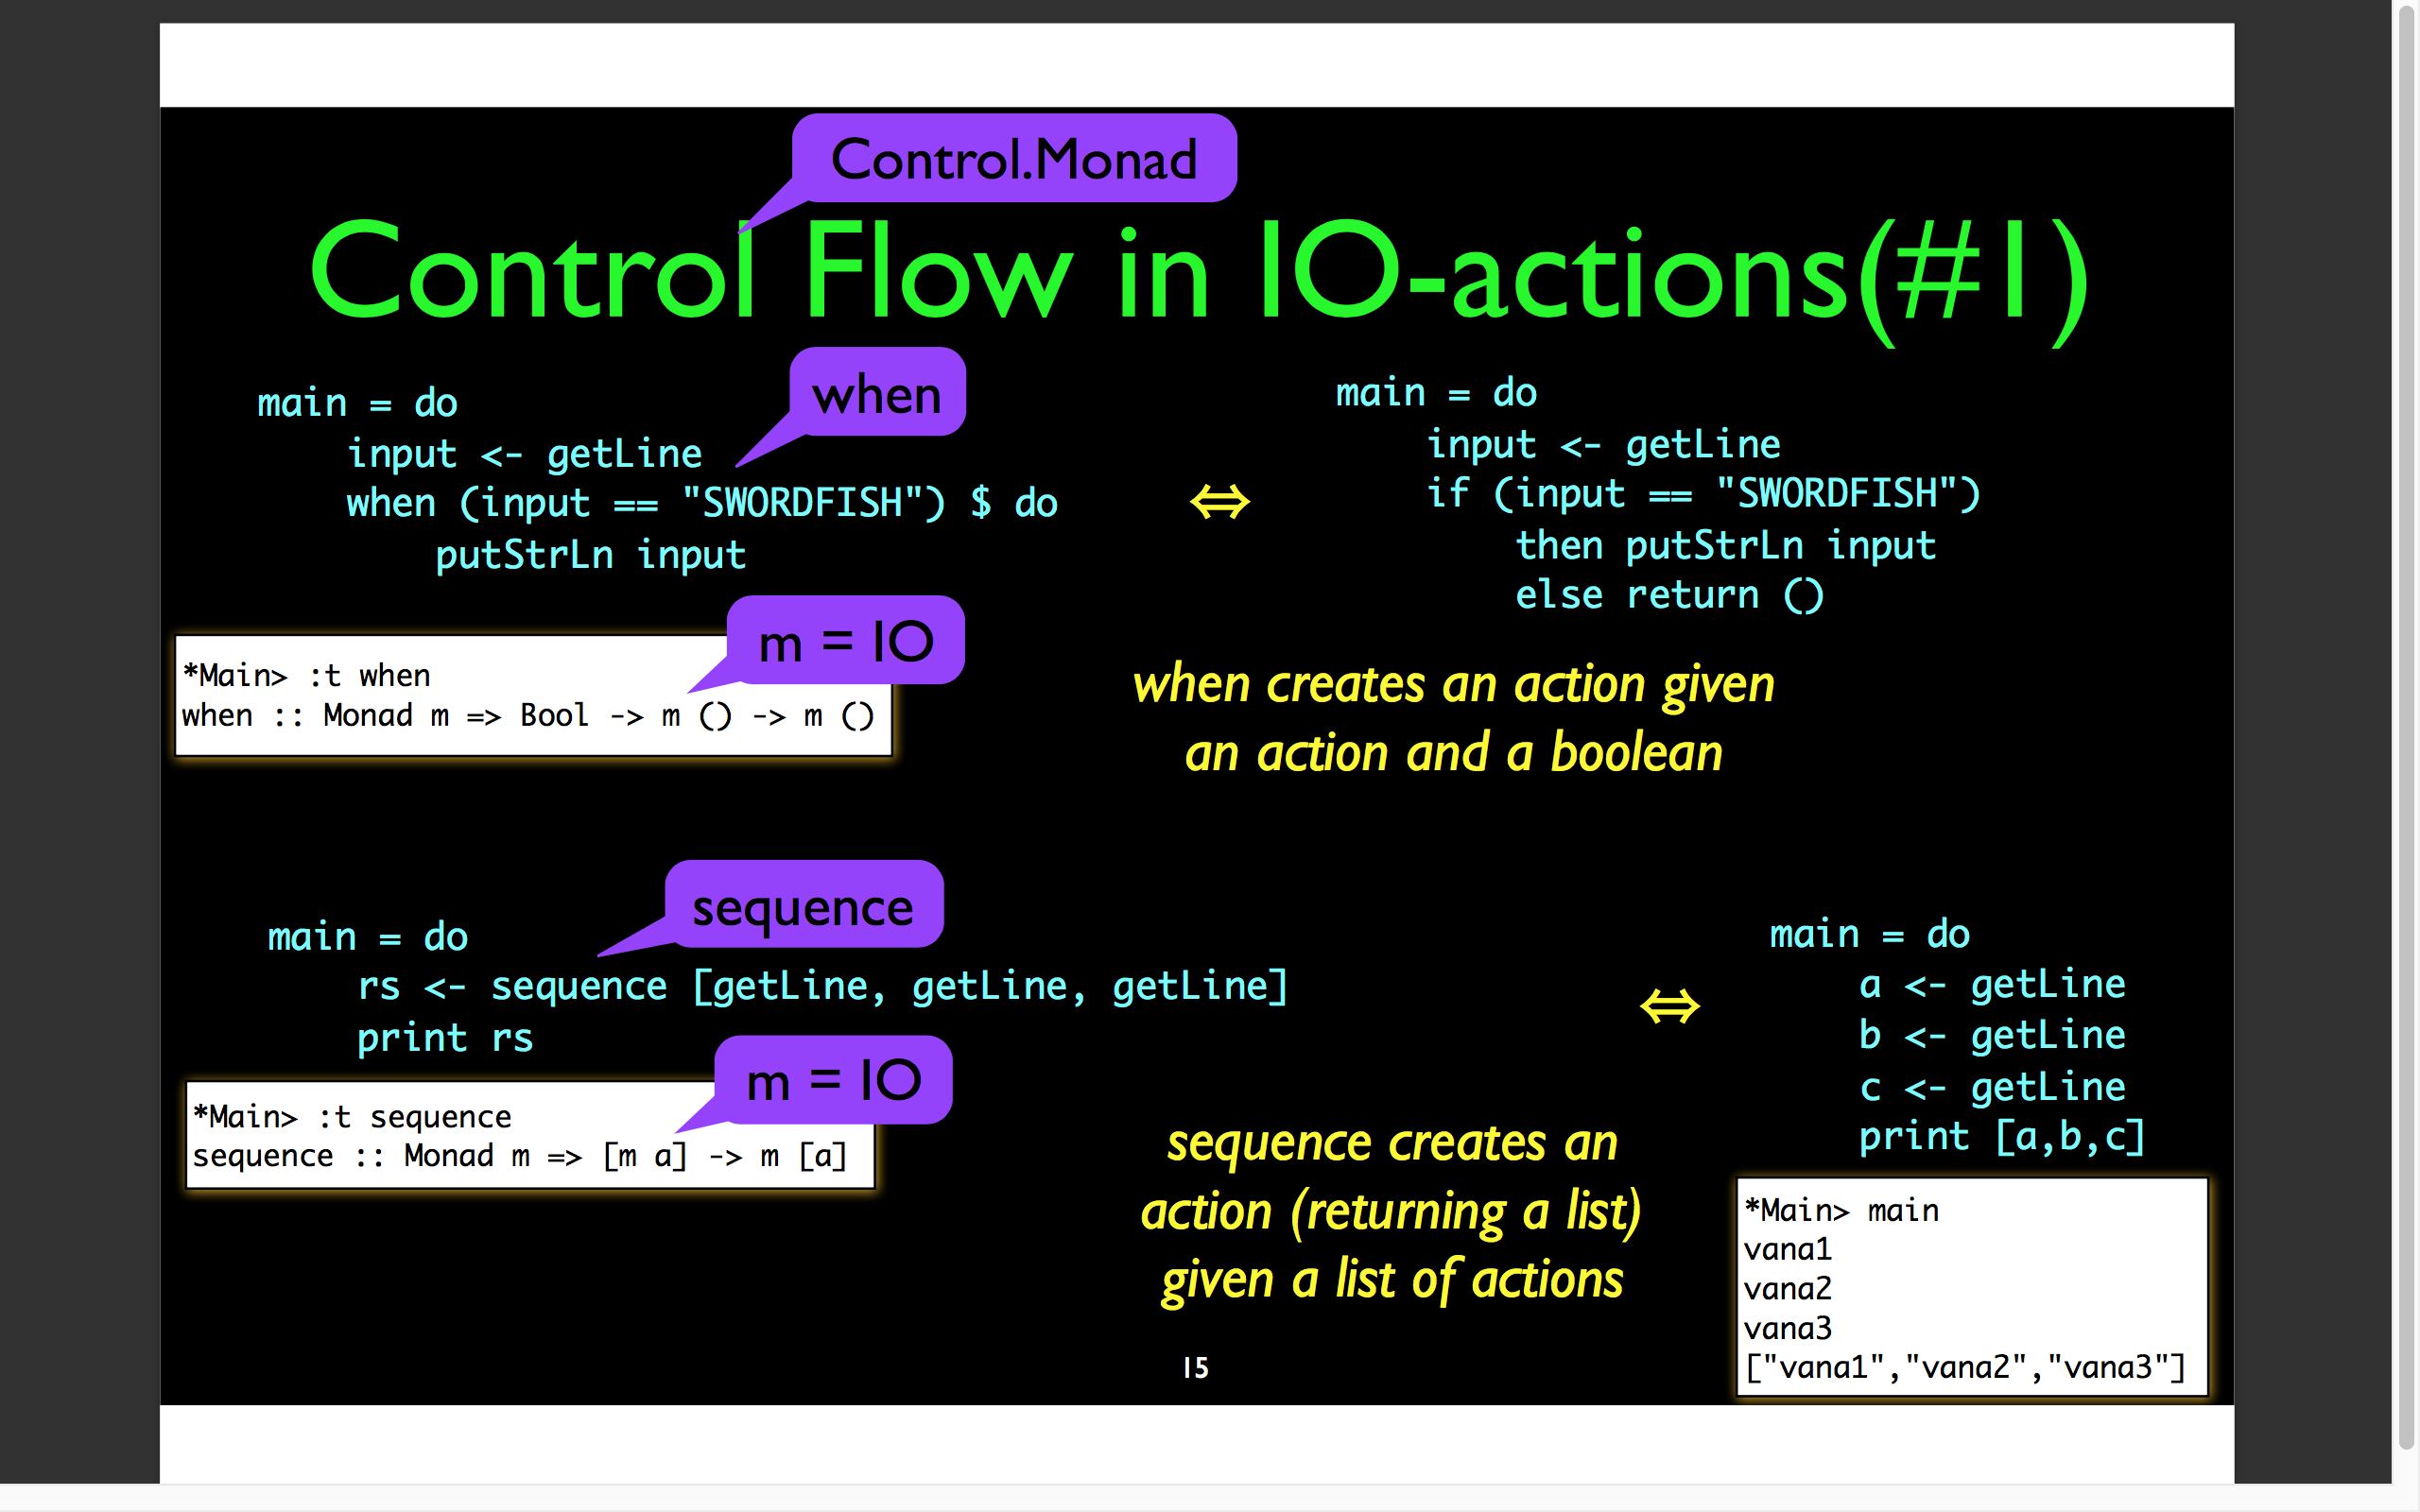 Control.Monad
Control Flow in IO-actions(#1)
when
main = do
    input <- getLine
    when (input == "SWORDFISH") $ do
        putStrLn input
⇔
main = do
    input <- getLine
    if (input == "SWORDFISH")
        then putStrLn input
        else return ()
m = IO
*Main> :t when
when :: Monad m => Bool -> m () -> m ()
when creates an action given
an action and a boolean
sequence
main = do
    rs <- sequence [getLine, getLine, getLine]
    print rs
⇔
main = do
    a <- getLine
    b <- getLine
    c <- getLine
    print [a,b,c]
m = IO
*Main> :t sequence
sequence :: Monad m => [m a] -> m [a]
sequence creates an
action (returning a list)
given a list of actions
*Main> main
vana1
vana2
vana3
["vana1","vana2","vana3"]
15